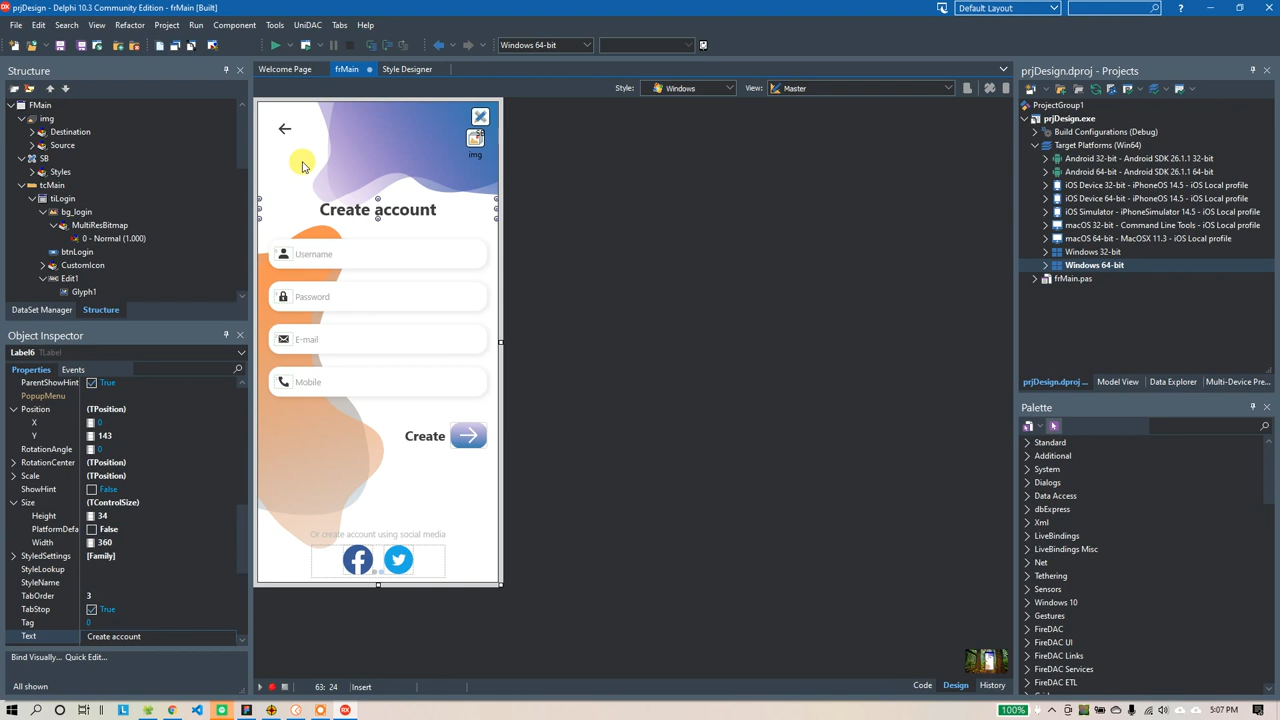 prjDesign - Delphi 10.3 Community Edition - frMain [Built]
Default Layout
File Edit Search View Refactor Project Run Component Tools UniDAC Tabs Help
Windows 64-bit
Structure
FMain
img
Destination
Source
SB
Styles
tcMain
tiLogin
bg_login
MultiResBitmap
0 - Normal (1.000)
btnLogin
CustomIcon
Edit1
Glyph1
DataSet Manager Structure
Object Inspector
Label6 TLabel
Properties Events
ParentShowHint True
PopupMenu
Position (TPosition)
X 0
Y 143
RotationAngle 0
RotationCenter (TPosition)
Scale (TPosition)
ShowHint False
Size (TControlSize)
Height 34
PlatformDefa False
Width 360
StyledSettings [Family]
StyleLookup
StyleName
TabOrder 3
TabStop True
Tag 0
Text Create account
Bind Visually... Quick Edit...
All shown
Welcome Page frMain Style Designer
Style: Windows View: Master
SB
img
Create account
Username
Password
E-mail
Mobile
Create
Or create account using social media
63: 24 Insert
Code Design History
prjDesign.dproj - Projects
ProjectGroup1
prjDesign.exe
Build Configurations (Debug)
Target Platforms (Win64)
Android 32-bit - Android SDK 26.1.1 32-bit
Android 64-bit - Android SDK 26.1.1 64-bit
iOS Device 32-bit - iPhoneOS 14.5 - iOS Local profile
iOS Device 64-bit - iPhoneOS 14.5 - iOS Local profile
iOS Simulator - iPhoneSimulator 14.5 - iOS Local profile
macOS 32-bit - Command Line Tools - iOS Local profile
macOS 64-bit - MacOSX 11.3 - iOS Local profile
Windows 32-bit
Windows 64-bit
frMain.pas
prjDesign.dproj ... Model View Data Explorer Multi-Device Pre...
Palette
Standard
Additional
System
Dialogs
Data Access
dbExpress
Xml
LiveBindings
LiveBindings Misc
Net
Tethering
Sensors
Windows 10
Gestures
FireDAC
FireDAC UI
FireDAC Links
FireDAC Services
FireDAC ETL
100% 5:07 PM